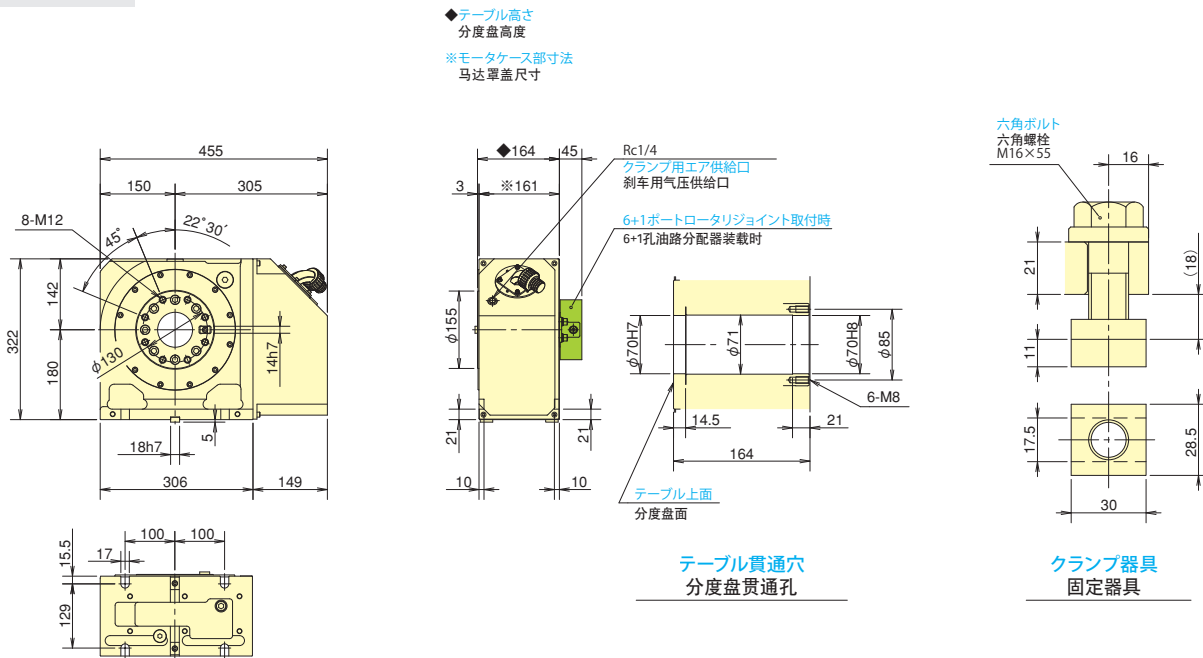 ◆テーブル高さ
分度盘高度
※モータケース部寸法
马达罩盖尺寸
455
150
305
8-M12
45°
22°30′
322
142
180
φ130
14h7
5
18h7
306
149
◆164
45
3
※161
Rc1/4
クランプ用エア供給口
刹车用气压供给口
6+1ポートロータリジョイント取付時
6+1孔油路分配器装载时
φ155
21
21
10
10
φ70H7
φ71
φ70H8
φ85
6-M8
14.5
21
164
テーブル上面
分度盘面
テーブル貫通穴
分度盘贯通孔
六角ボルト
六角螺栓
M16×55
16
21
(18)
11
17.5
28.5
30
クランプ器具
固定器具
100
100
17
15.5
129